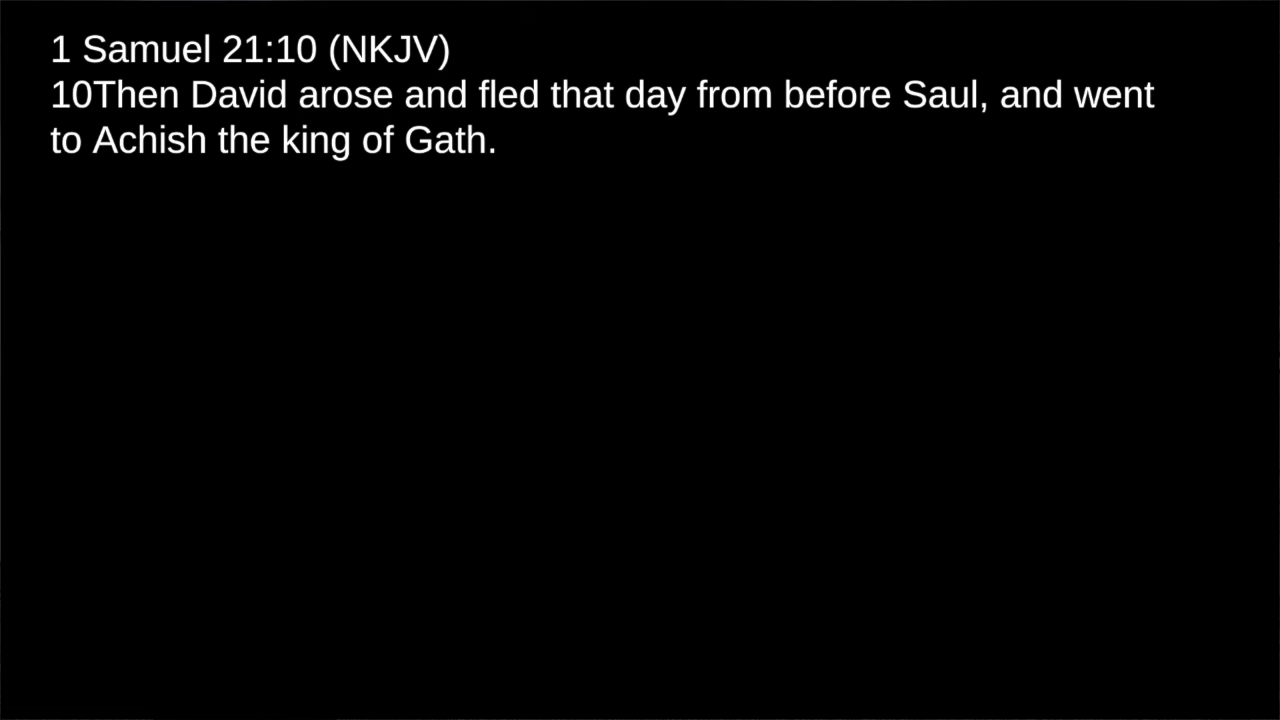 1 Samuel 21:10 (NKJV)
10Then David arose and fled that day from before Saul, and went
to Achish the king of Gath.